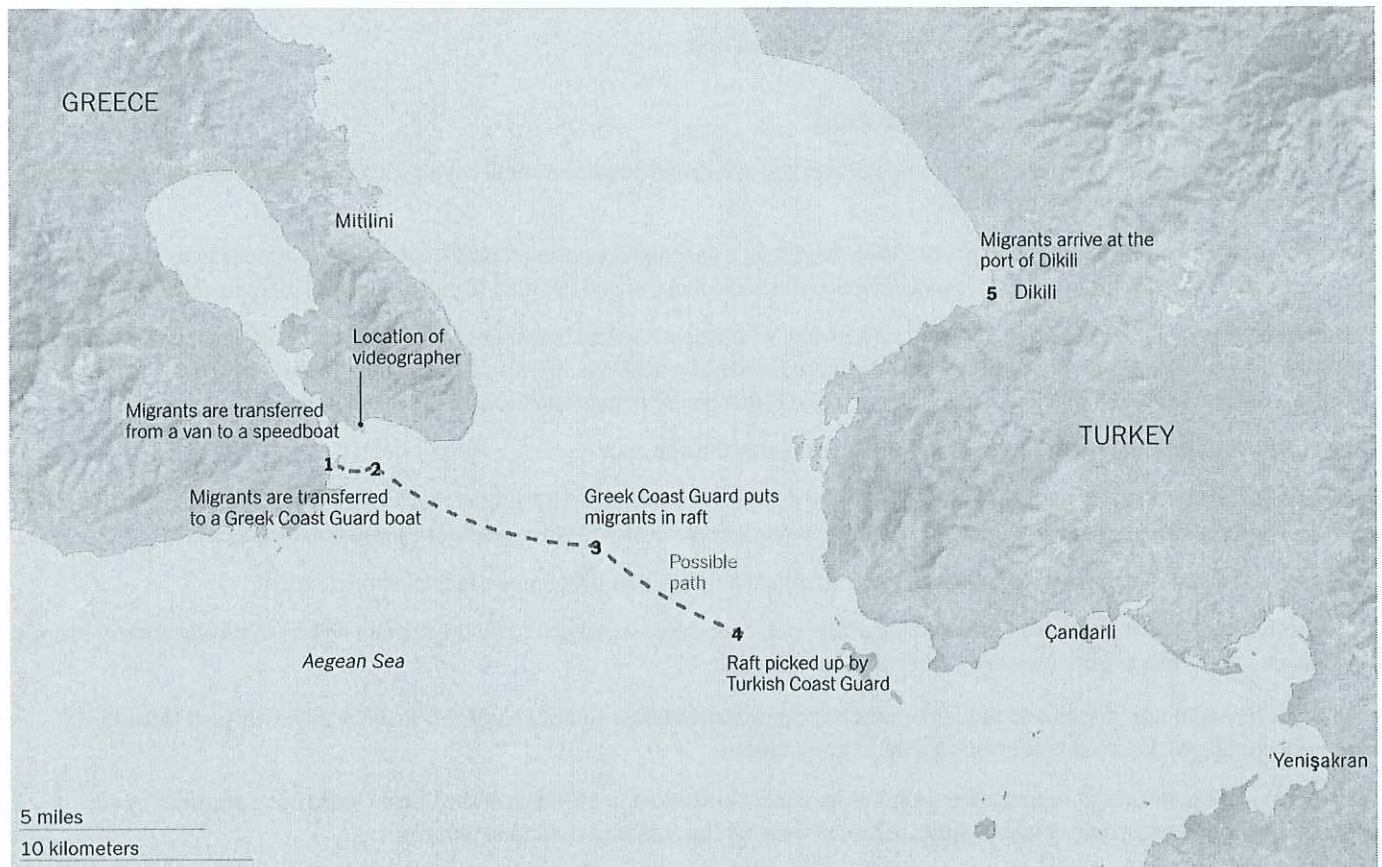 GREECE
Mitilini
Migrants arrive at the
port of Dikili
5 Dikili
Location of
videographer
Migrants are transferred
from a van to a speedboat
TURKEY
1
2
Migrants are transferred
to a Greek Coast Guard boat
Greek Coast Guard puts
migrants in raft
3
Possible
path
4
Çandarli
Aegean Sea
Raft picked up by
Turkish Coast Guard
Yenişakran
5 miles
10 kilometers